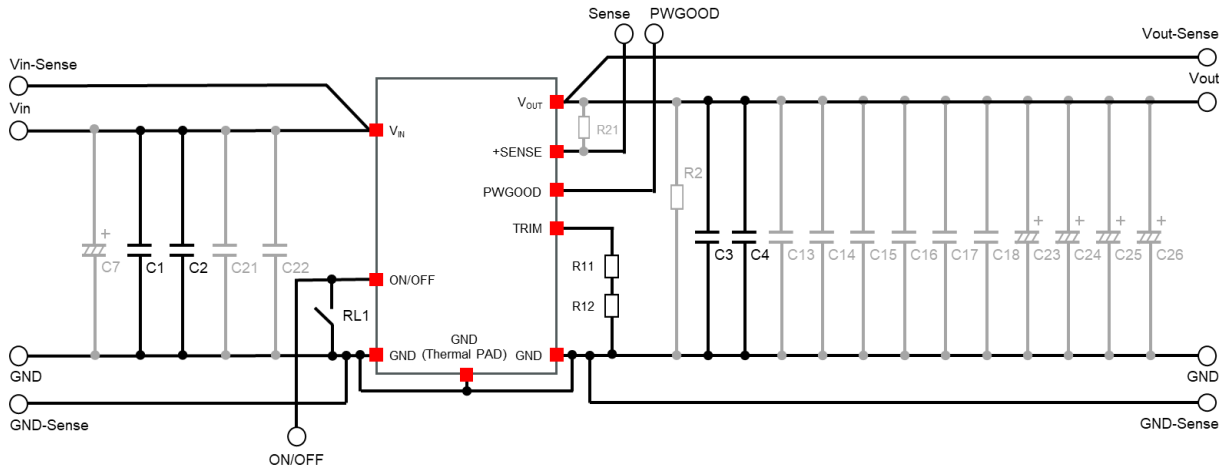 Sense
PWGOOD
Vout-Sense
Vin-Sense
Vout
Vin
VOUT
VIN
R21
+SENSE
R2
PWGOOD
TRIM
C7
C1
C2
C21
C22
C3
C4
C13
C14
C15
C16
C17
C18
C23
C24
C25
C26
+
+
+
+
+
R11
ON/OFF
R12
RL1
GND
(Thermal PAD)
GND
GND
GND
GND
GND-Sense
GND-Sense
ON/OFF